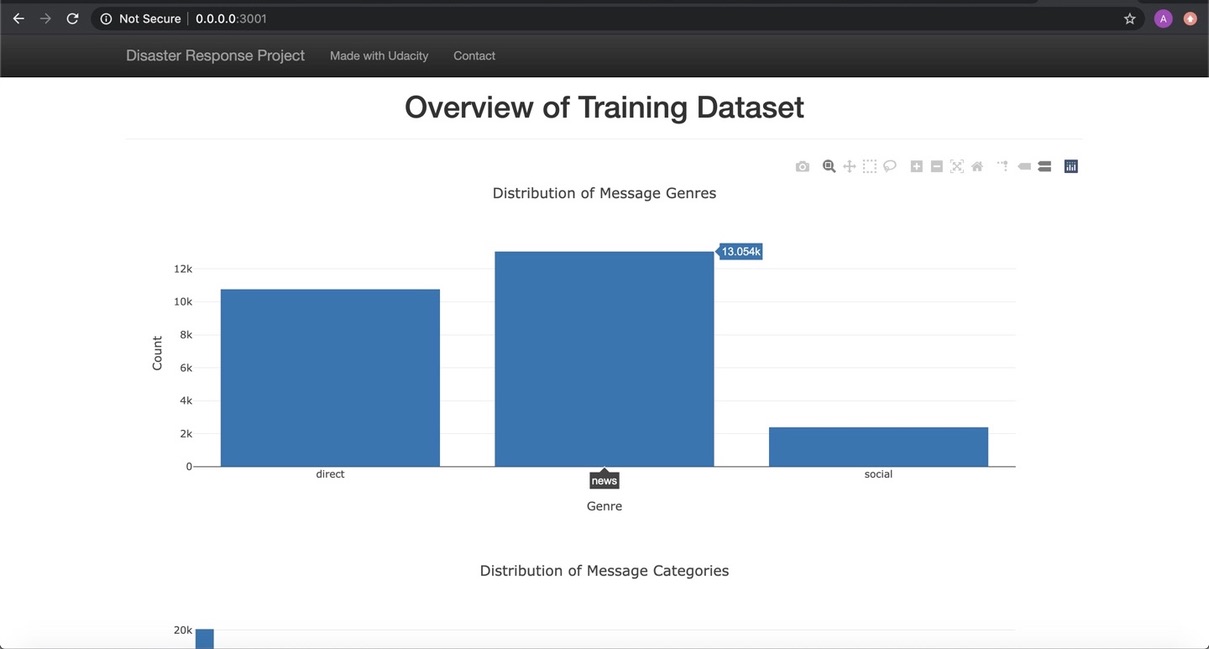 Not Secure | 0.0.0.0:3001
A
Disaster Response Project Made with Udacity Contact
Overview of Training Dataset
Distribution of Message Genres
13.054k
12k
10k
8k
6k
4k
2k
0
Count
direct
news
social
Genre
Distribution of Message Categories
20k